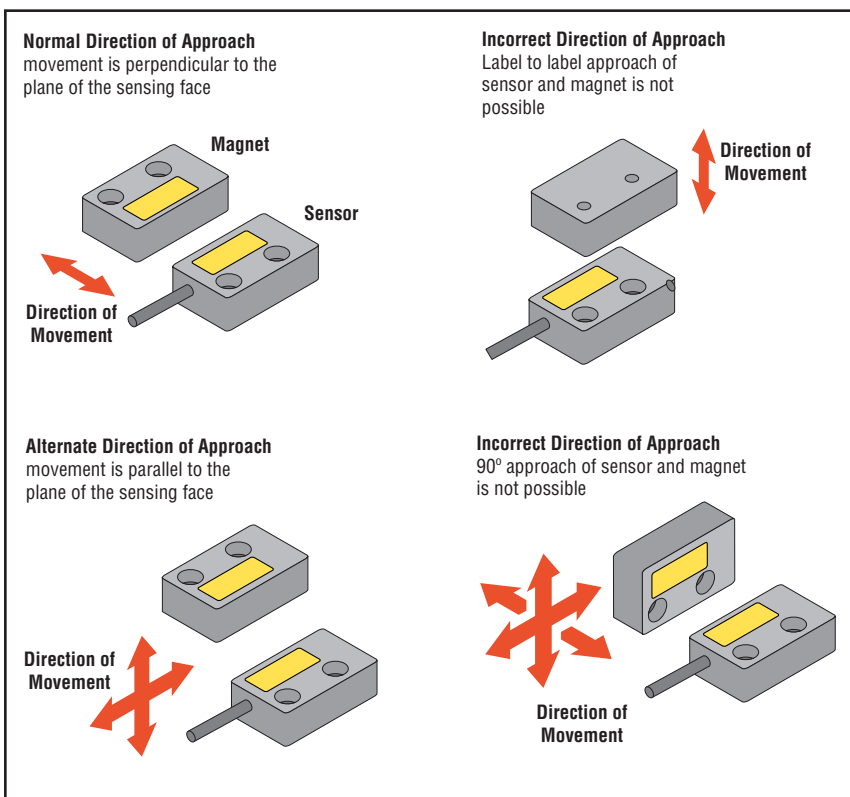 Normal Direction of Approach
movement is perpendicular to the
plane of the sensing face
Magnet
Sensor
Direction of
Movement
Incorrect Direction of Approach
Label to label approach of
sensor and magnet is not
possible
Direction of
Movement
Alternate Direction of Approach
movement is parallel to the
plane of the sensing face
Direction of
Movement
Incorrect Direction of Approach
90º approach of sensor and magnet
is not possible
Direction of
Movement